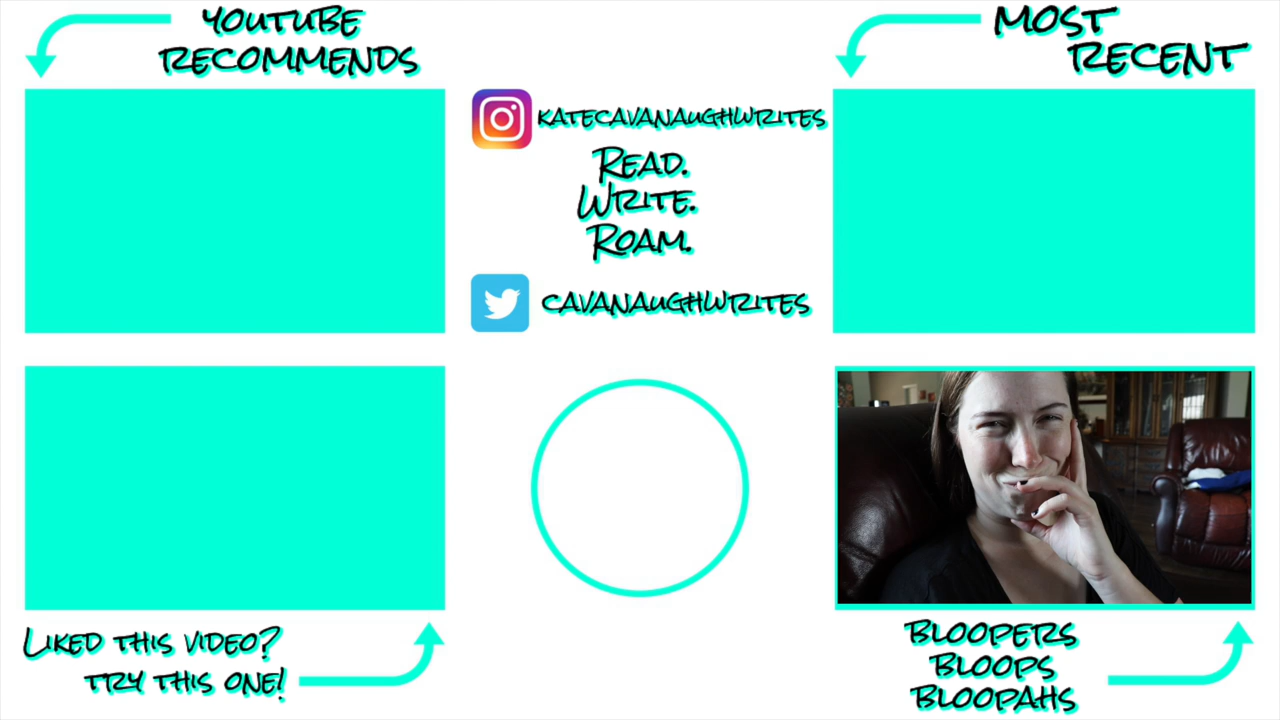 YOUTUBE
RECOMMENDS
MOST
RECENT
KATECAVANAUGHWRITES
READ.
WRITE.
ROAM.
CAVANAUGHWRITES
LIKED THIS VIDEO?
TRY THIS ONE!
BLOOPERS
BLOOPS
BLOOPAHS